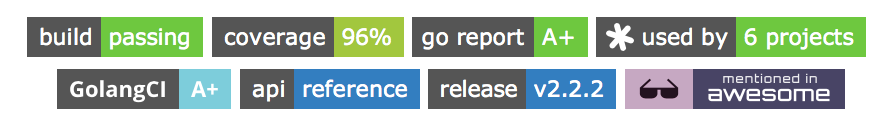 build passing coverage 96% go report A+ used by 6 projects
GolangCI A+ api reference release v2.2.2 mentioned in awesome